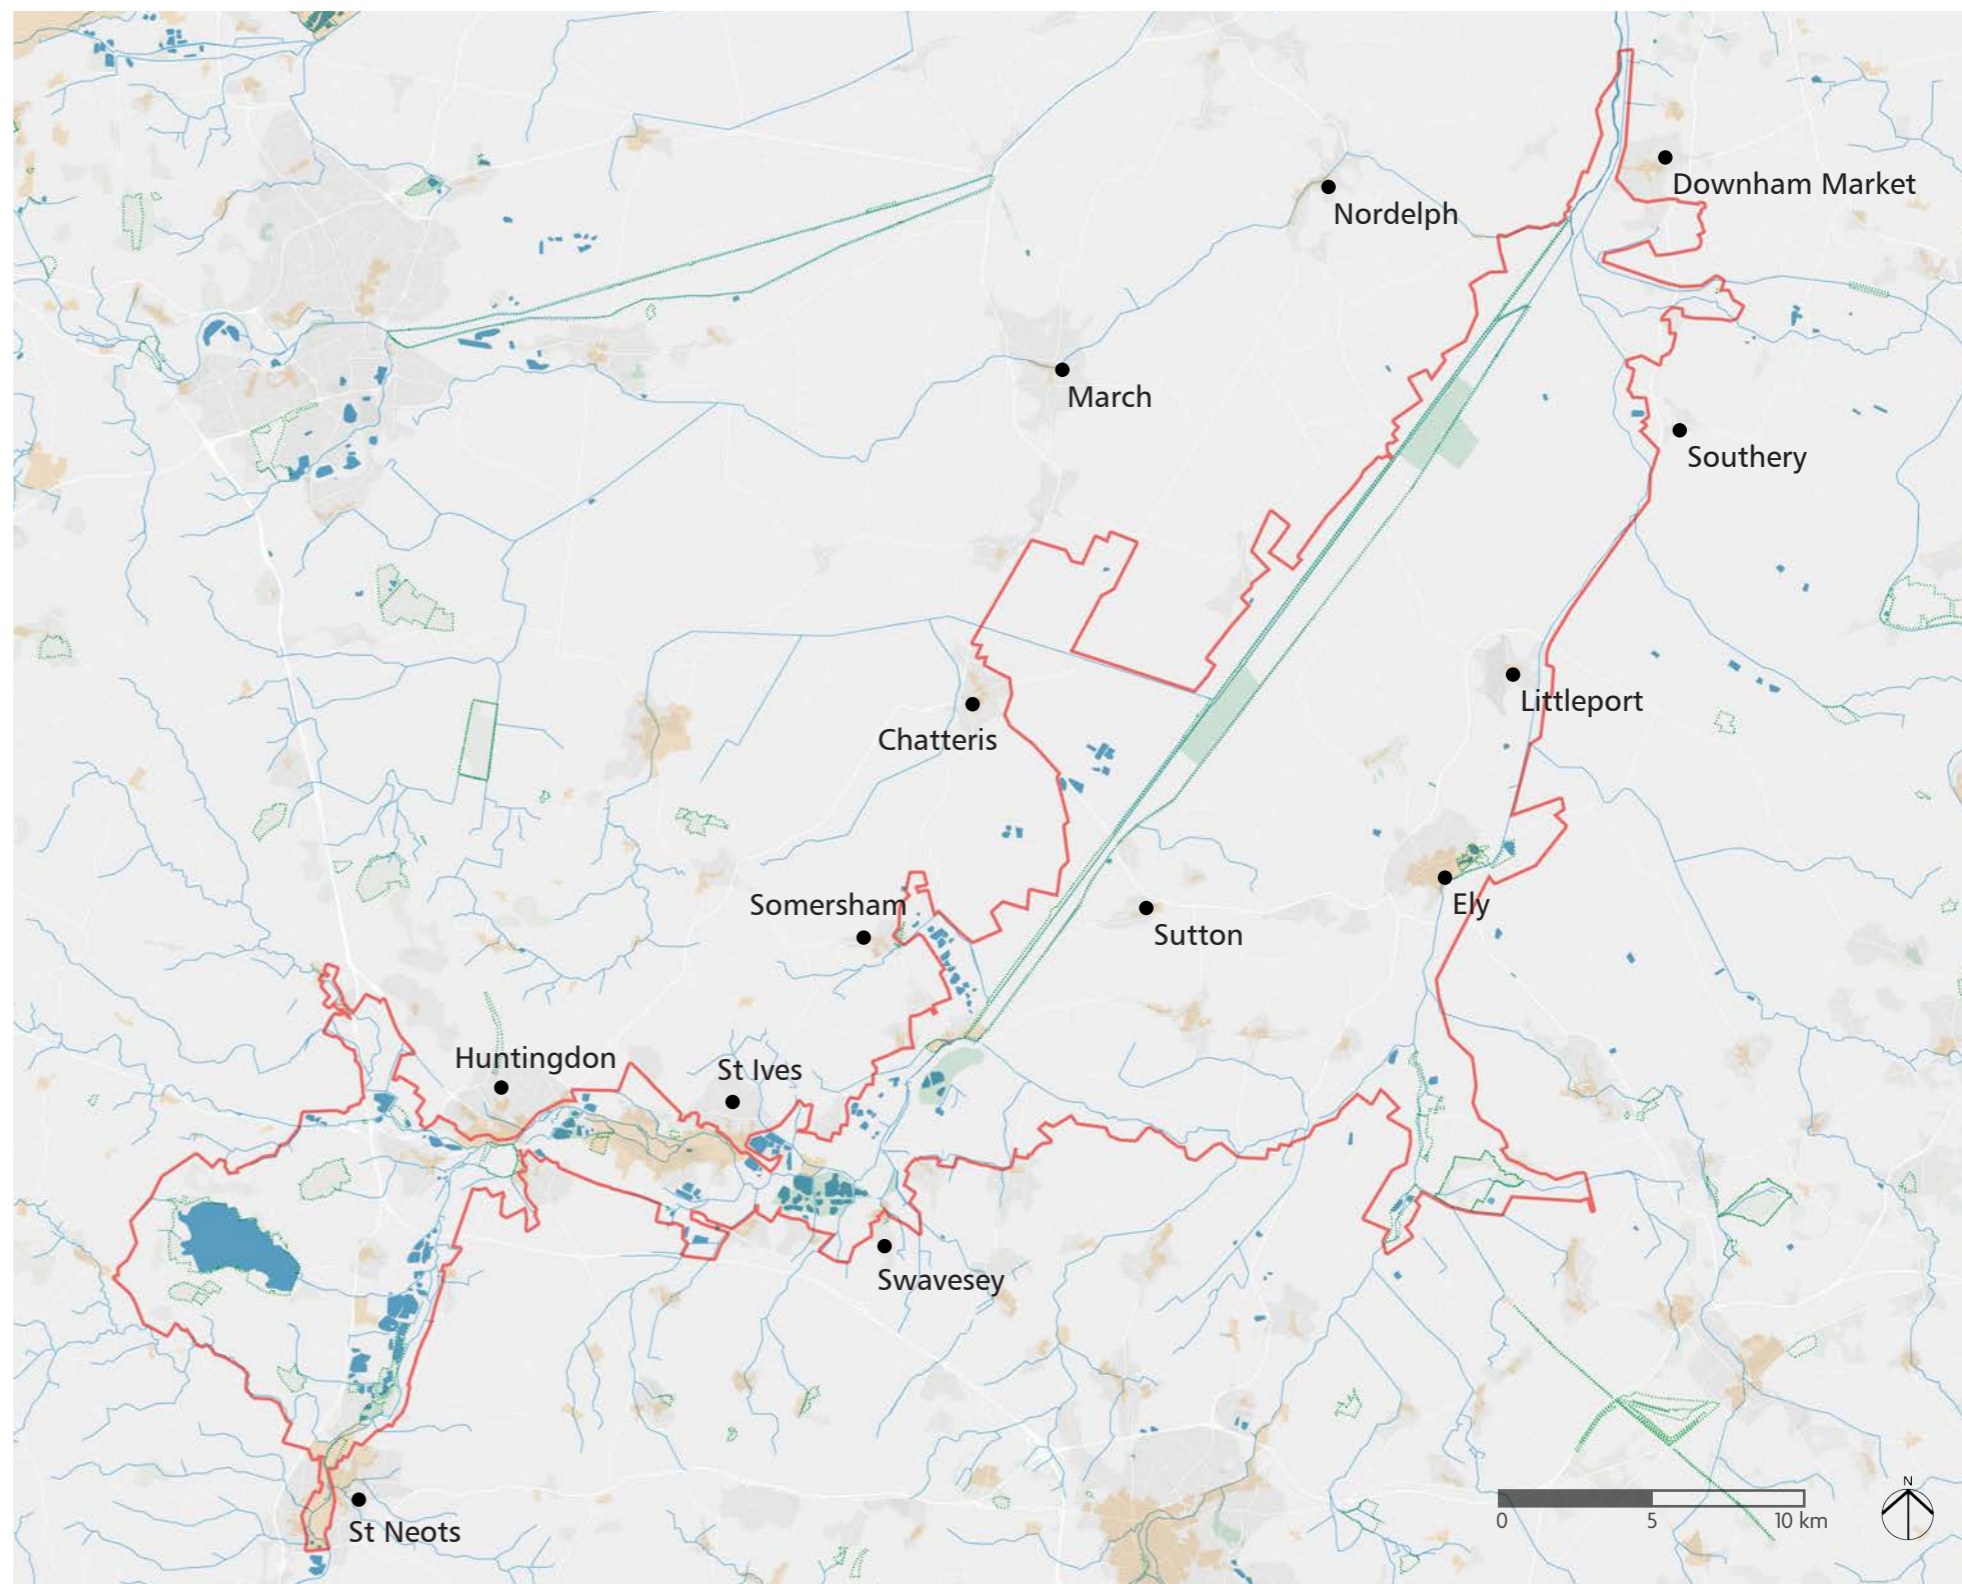 Downham Market
Nordelph
March
Southery
Littleport
Chatteris
Somersham
Ely
Sutton
Huntingdon
St Ives
Swavesey
St Neots
N
0 5 10 km